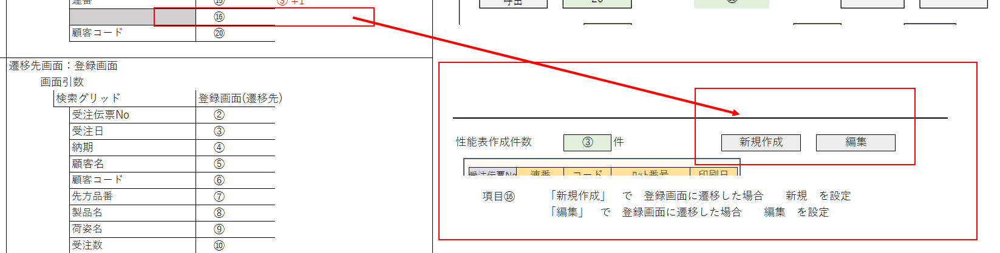 連番 ⑮ ③+1
⑯
顧客コード ⑳
遷移先画面：登録画面
画面引数
検索グリッド 登録画面(遷移先)
受注伝票No ②
受注日 ③
納期 ④
顧客名 ⑤
顧客コード ⑥
先方品番 ⑦
製品名 ⑧
荷姿名 ⑨
受注数 ⑩
呼出 20
性能表作成件数 ③ 件 新規作成 編集
受注伝票No 連番 コード ﾛｯﾄ番号 印刷日
項目⑯ 「新規作成」 で 登録画面に遷移した場合 新規 を設定
「編集」 で 登録画面に遷移した場合 編集 を設定